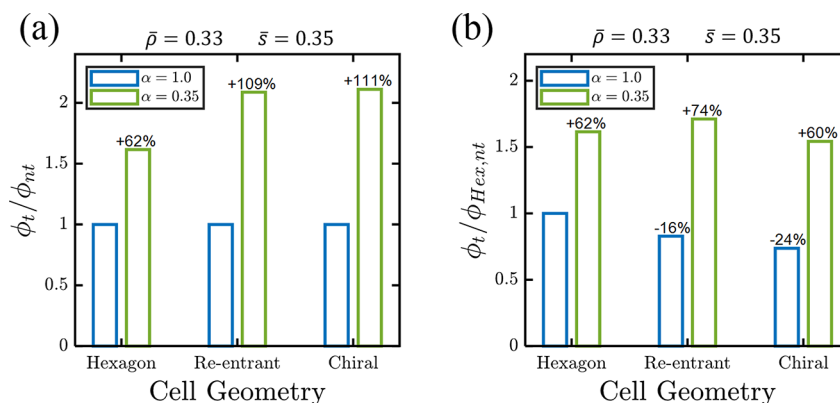 (a)
ρ̄ = 0.33 s̄ = 0.35
α = 1.0
α = 0.35
+62%
+109%
+111%
2
1.5
1
0.5
0
ϕt/ϕnt
Hexagon Re-entrant Chiral
Cell Geometry
(b)
ρ̄ = 0.33 s̄ = 0.35
α = 1.0
α = 0.35
+62%
+74%
+60%
-16%
-24%
2
1.5
1
0.5
0
ϕt/ϕHex,nt
Hexagon Re-entrant Chiral
Cell Geometry